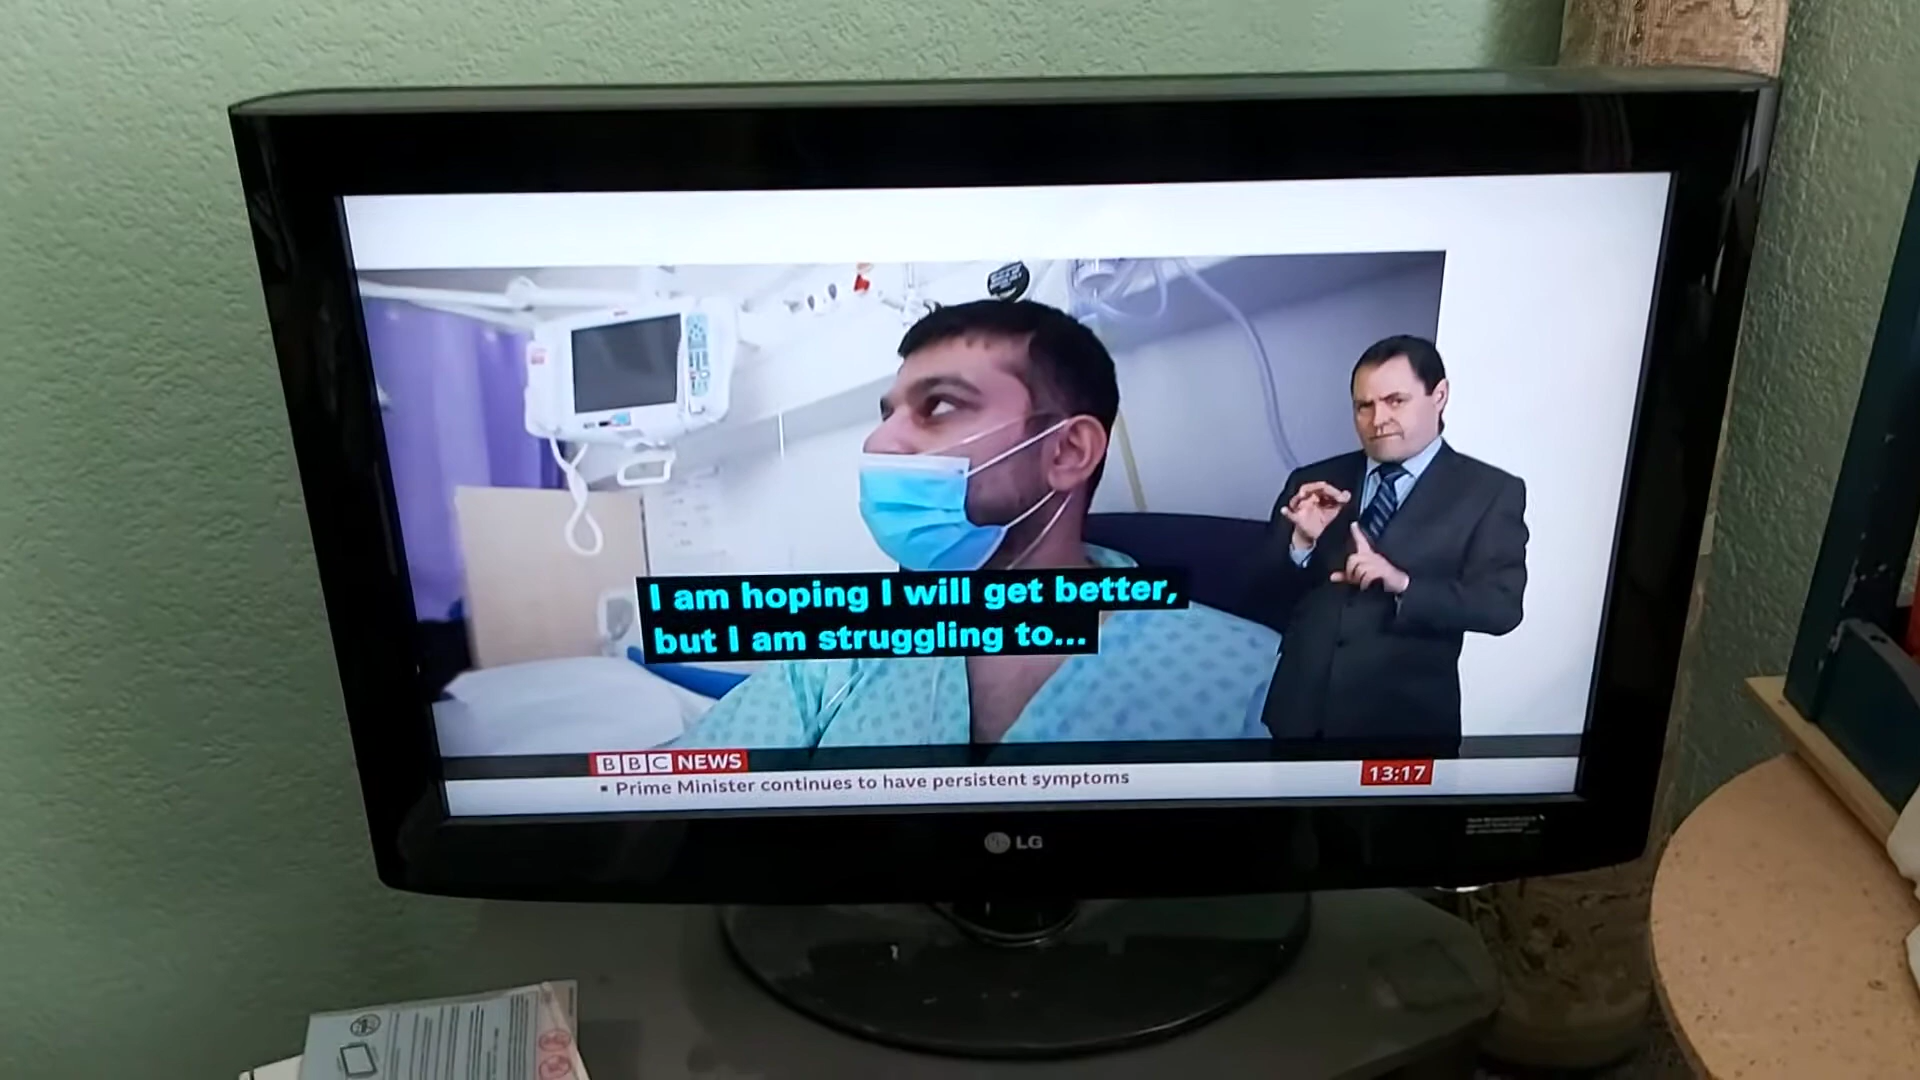 I am hoping I will get better,
but I am struggling to...
BBC NEWS
▪ Prime Minister continues to have persistent symptoms
13:17
LG